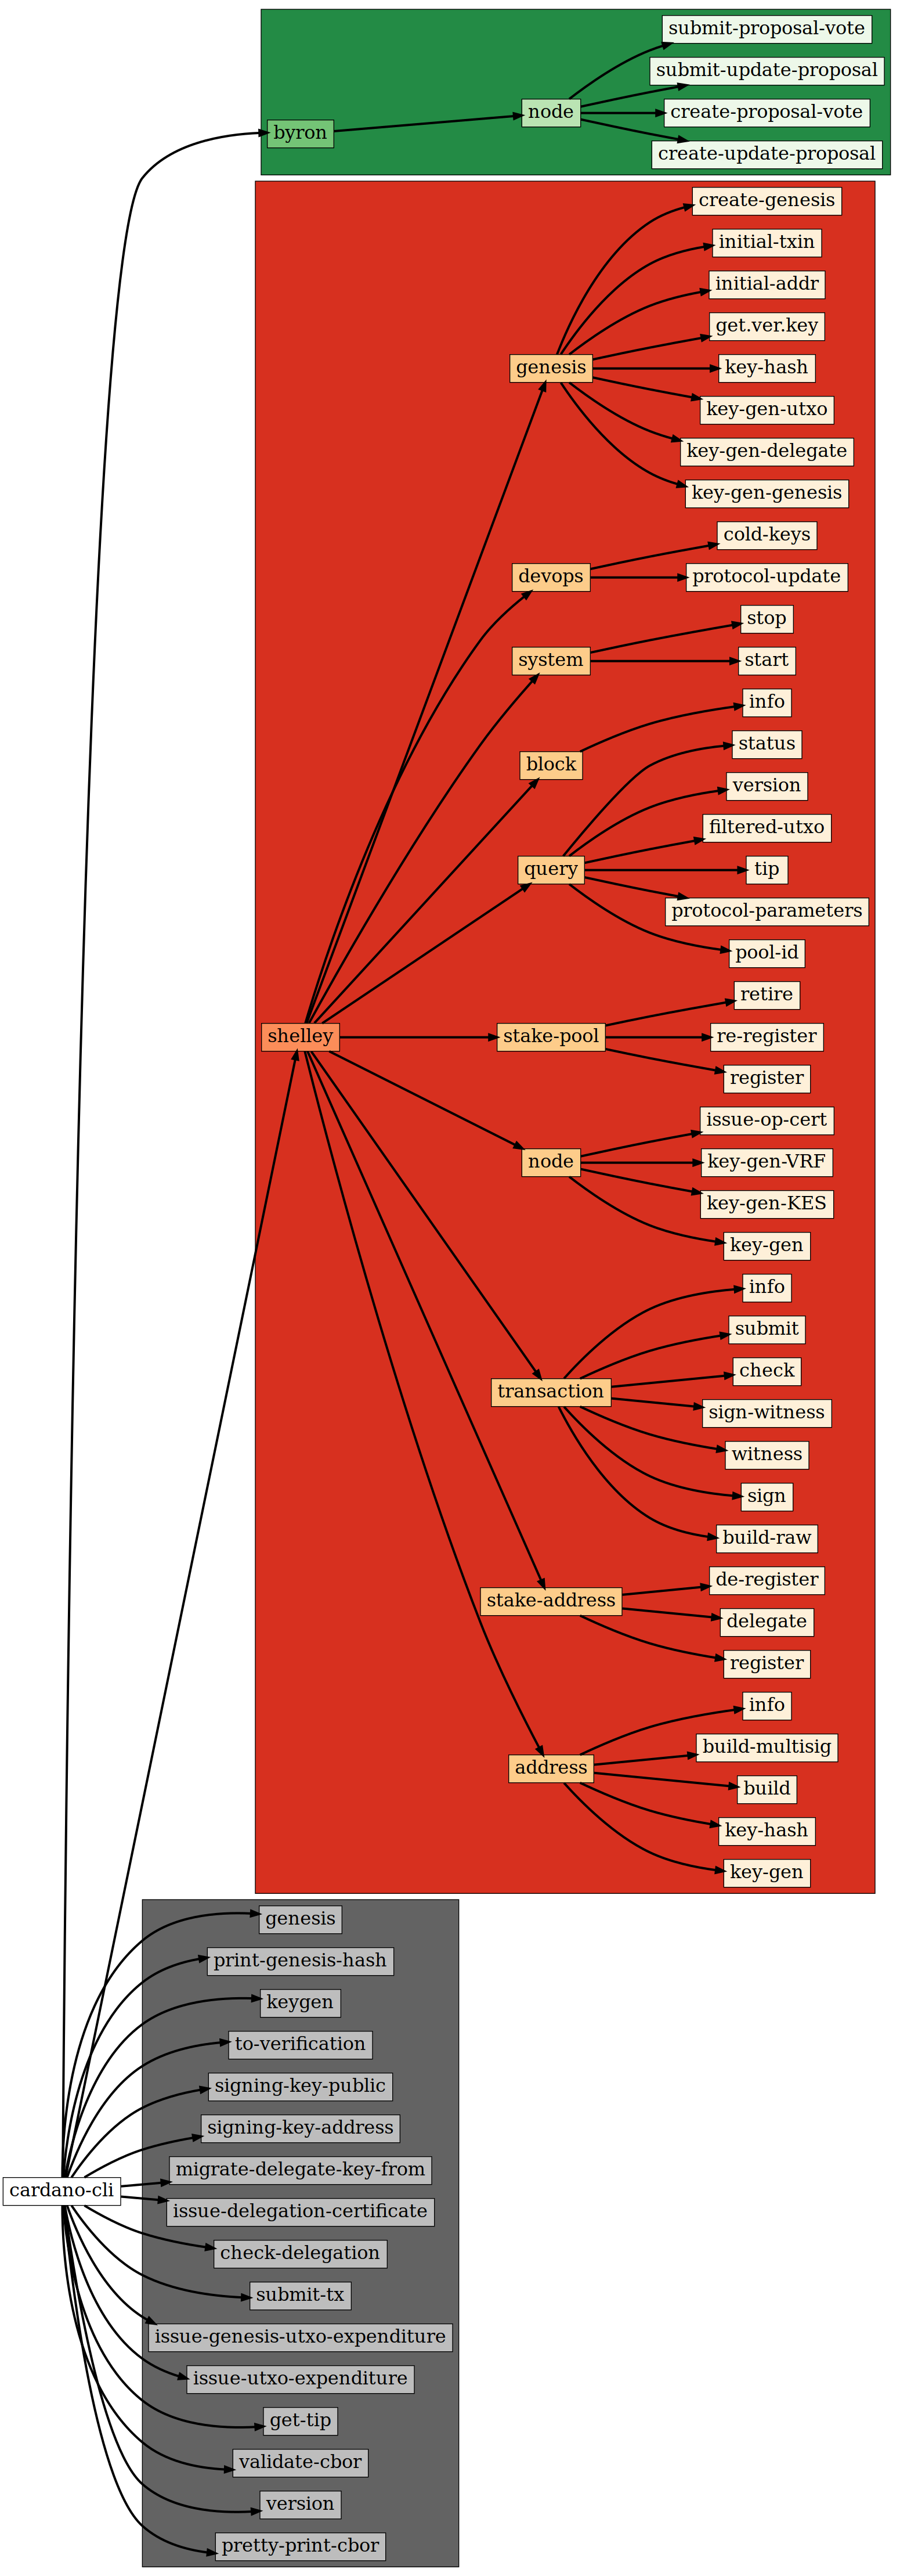 submit-proposal-vote
submit-update-proposal
node
create-proposal-vote
byron
create-update-proposal
create-genesis
initial-txin
initial-addr
get.ver.key
genesis
key-hash
key-gen-utxo
key-gen-delegate
key-gen-genesis
cold-keys
devops
protocol-update
stop
system
start
info
status
block
version
filtered-utxo
query
tip
protocol-parameters
pool-id
retire
shelley
stake-pool
re-register
register
issue-op-cert
node
key-gen-VRF
key-gen-KES
key-gen
info
submit
check
transaction
sign-witness
witness
sign
build-raw
de-register
stake-address
delegate
register
info
build-multisig
address
build
key-hash
key-gen
genesis
print-genesis-hash
keygen
to-verification
signing-key-public
signing-key-address
migrate-delegate-key-from
cardano-cli
issue-delegation-certificate
check-delegation
submit-tx
issue-genesis-utxo-expenditure
issue-utxo-expenditure
get-tip
validate-cbor
version
pretty-print-cbor